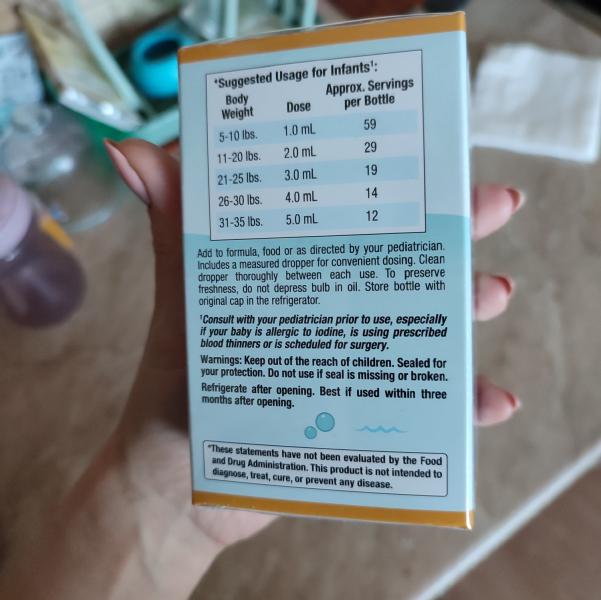 *Suggested Usage for Infants†:
Body Weight Dose Approx. Servings per Bottle
5-10 lbs. 1.0 mL 59
11-20 lbs. 2.0 mL 29
21-25 lbs. 3.0 mL 19
26-30 lbs. 4.0 mL 14
31-35 lbs. 5.0 mL 12
Add to formula, food or as directed by your pediatrician.
Includes a measured dropper for convenient dosing. Clean
dropper thoroughly between each use. To preserve
freshness, do not depress bulb in oil. Store bottle with
original cap in the refrigerator.
†Consult with your pediatrician prior to use, especially
if your baby is allergic to iodine, is using prescribed
blood thinners or is scheduled for surgery.
Warnings: Keep out of the reach of children. Sealed for
your protection. Do not use if seal is missing or broken.
Refrigerate after opening. Best if used within three
months after opening.
*These statements have not been evaluated by the Food
and Drug Administration. This product is not intended to
diagnose, treat, cure, or prevent any disease.